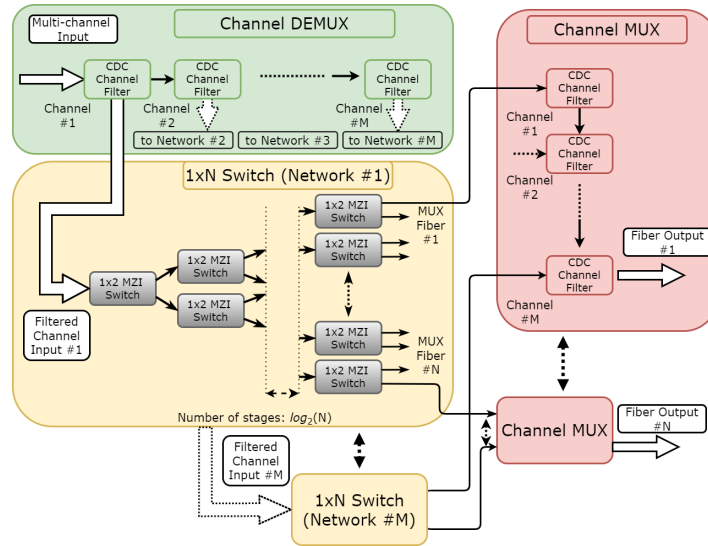 Multi-channel
Input
Channel DEMUX
CDC
Channel
Filter
CDC
Channel
Filter
CDC
Channel
Filter
Channel
#1
Channel
#2
Channel
#M
to Network #2
to Network #3
to Network #M
1xN Switch (Network #1)
1x2 MZI
Switch
1x2 MZI
Switch
1x2 MZI
Switch
1x2 MZI
Switch
1x2 MZI
Switch
1x2 MZI
Switch
1x2 MZI
Switch
MUX
Fiber
#1
MUX
Fiber
#N
Filtered
Channel
Input #1
Number of stages: log2(N)
Filtered
Channel
Input #M
1xN Switch
(Network #M)
Channel MUX
CDC
Channel
Filter
Channel
#1
CDC
Channel
Filter
Channel
#2
CDC
Channel
Filter
Channel
#M
Fiber Output
#1
Channel MUX
Fiber Output
#N